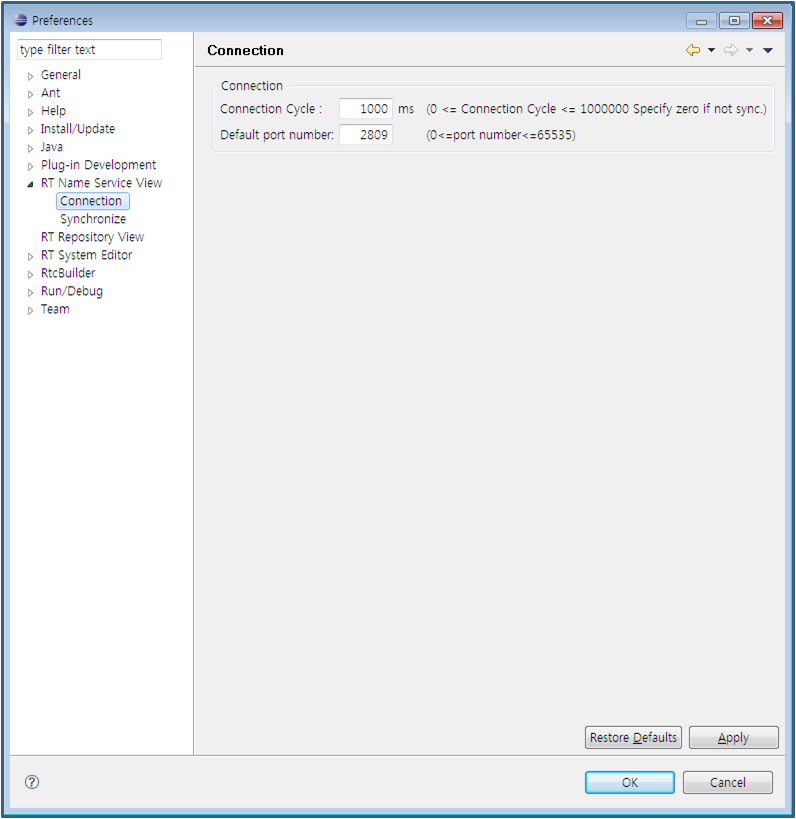 Preferences
type filter text
General
Ant
Help
Install/Update
Java
Plug-in Development
RT Name Service View
Connection
Synchronize
RT Repository View
RT System Editor
RtcBuilder
Run/Debug
Team
Connection
Connection
Connection Cycle : 1000 ms (0 <= Connection Cycle <= 1000000 Specify zero if not sync.)
Default port number: 2809 (0<=port number<=65535)
Restore Defaults Apply
? OK Cancel